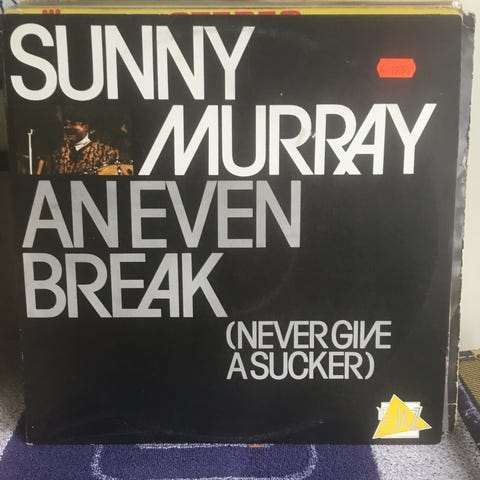 SUNNY
MURRAY
AN EVEN
BREAK
(NEVER GIVE
A SUCKER)